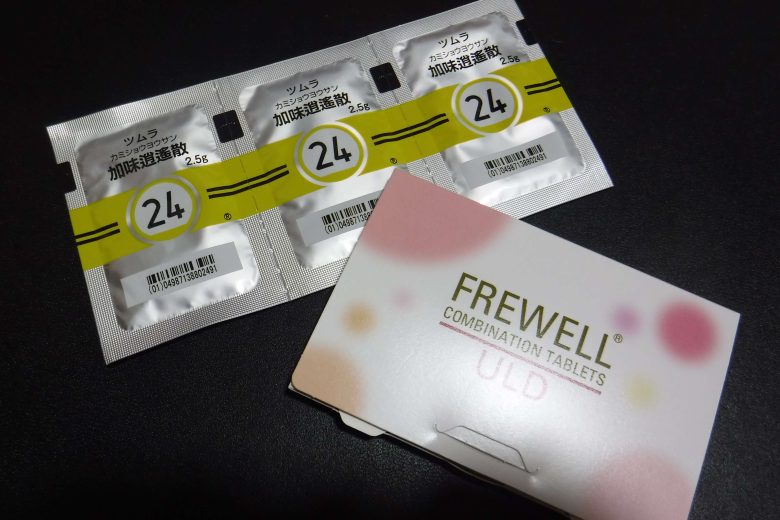 ツムラ
カミショウヨウサン
加味逍遙散
2.5g
24
®
(01)04987138802491
ツムラ
カミショウヨウサン
加味逍遙散
2.5g
24
®
(01)0498713
ツムラ
カミショウヨウサン
加味逍遙散
2.5g
24
®
(01)04987138802491
FREWELL®
COMBINATION TABLETS
ULD